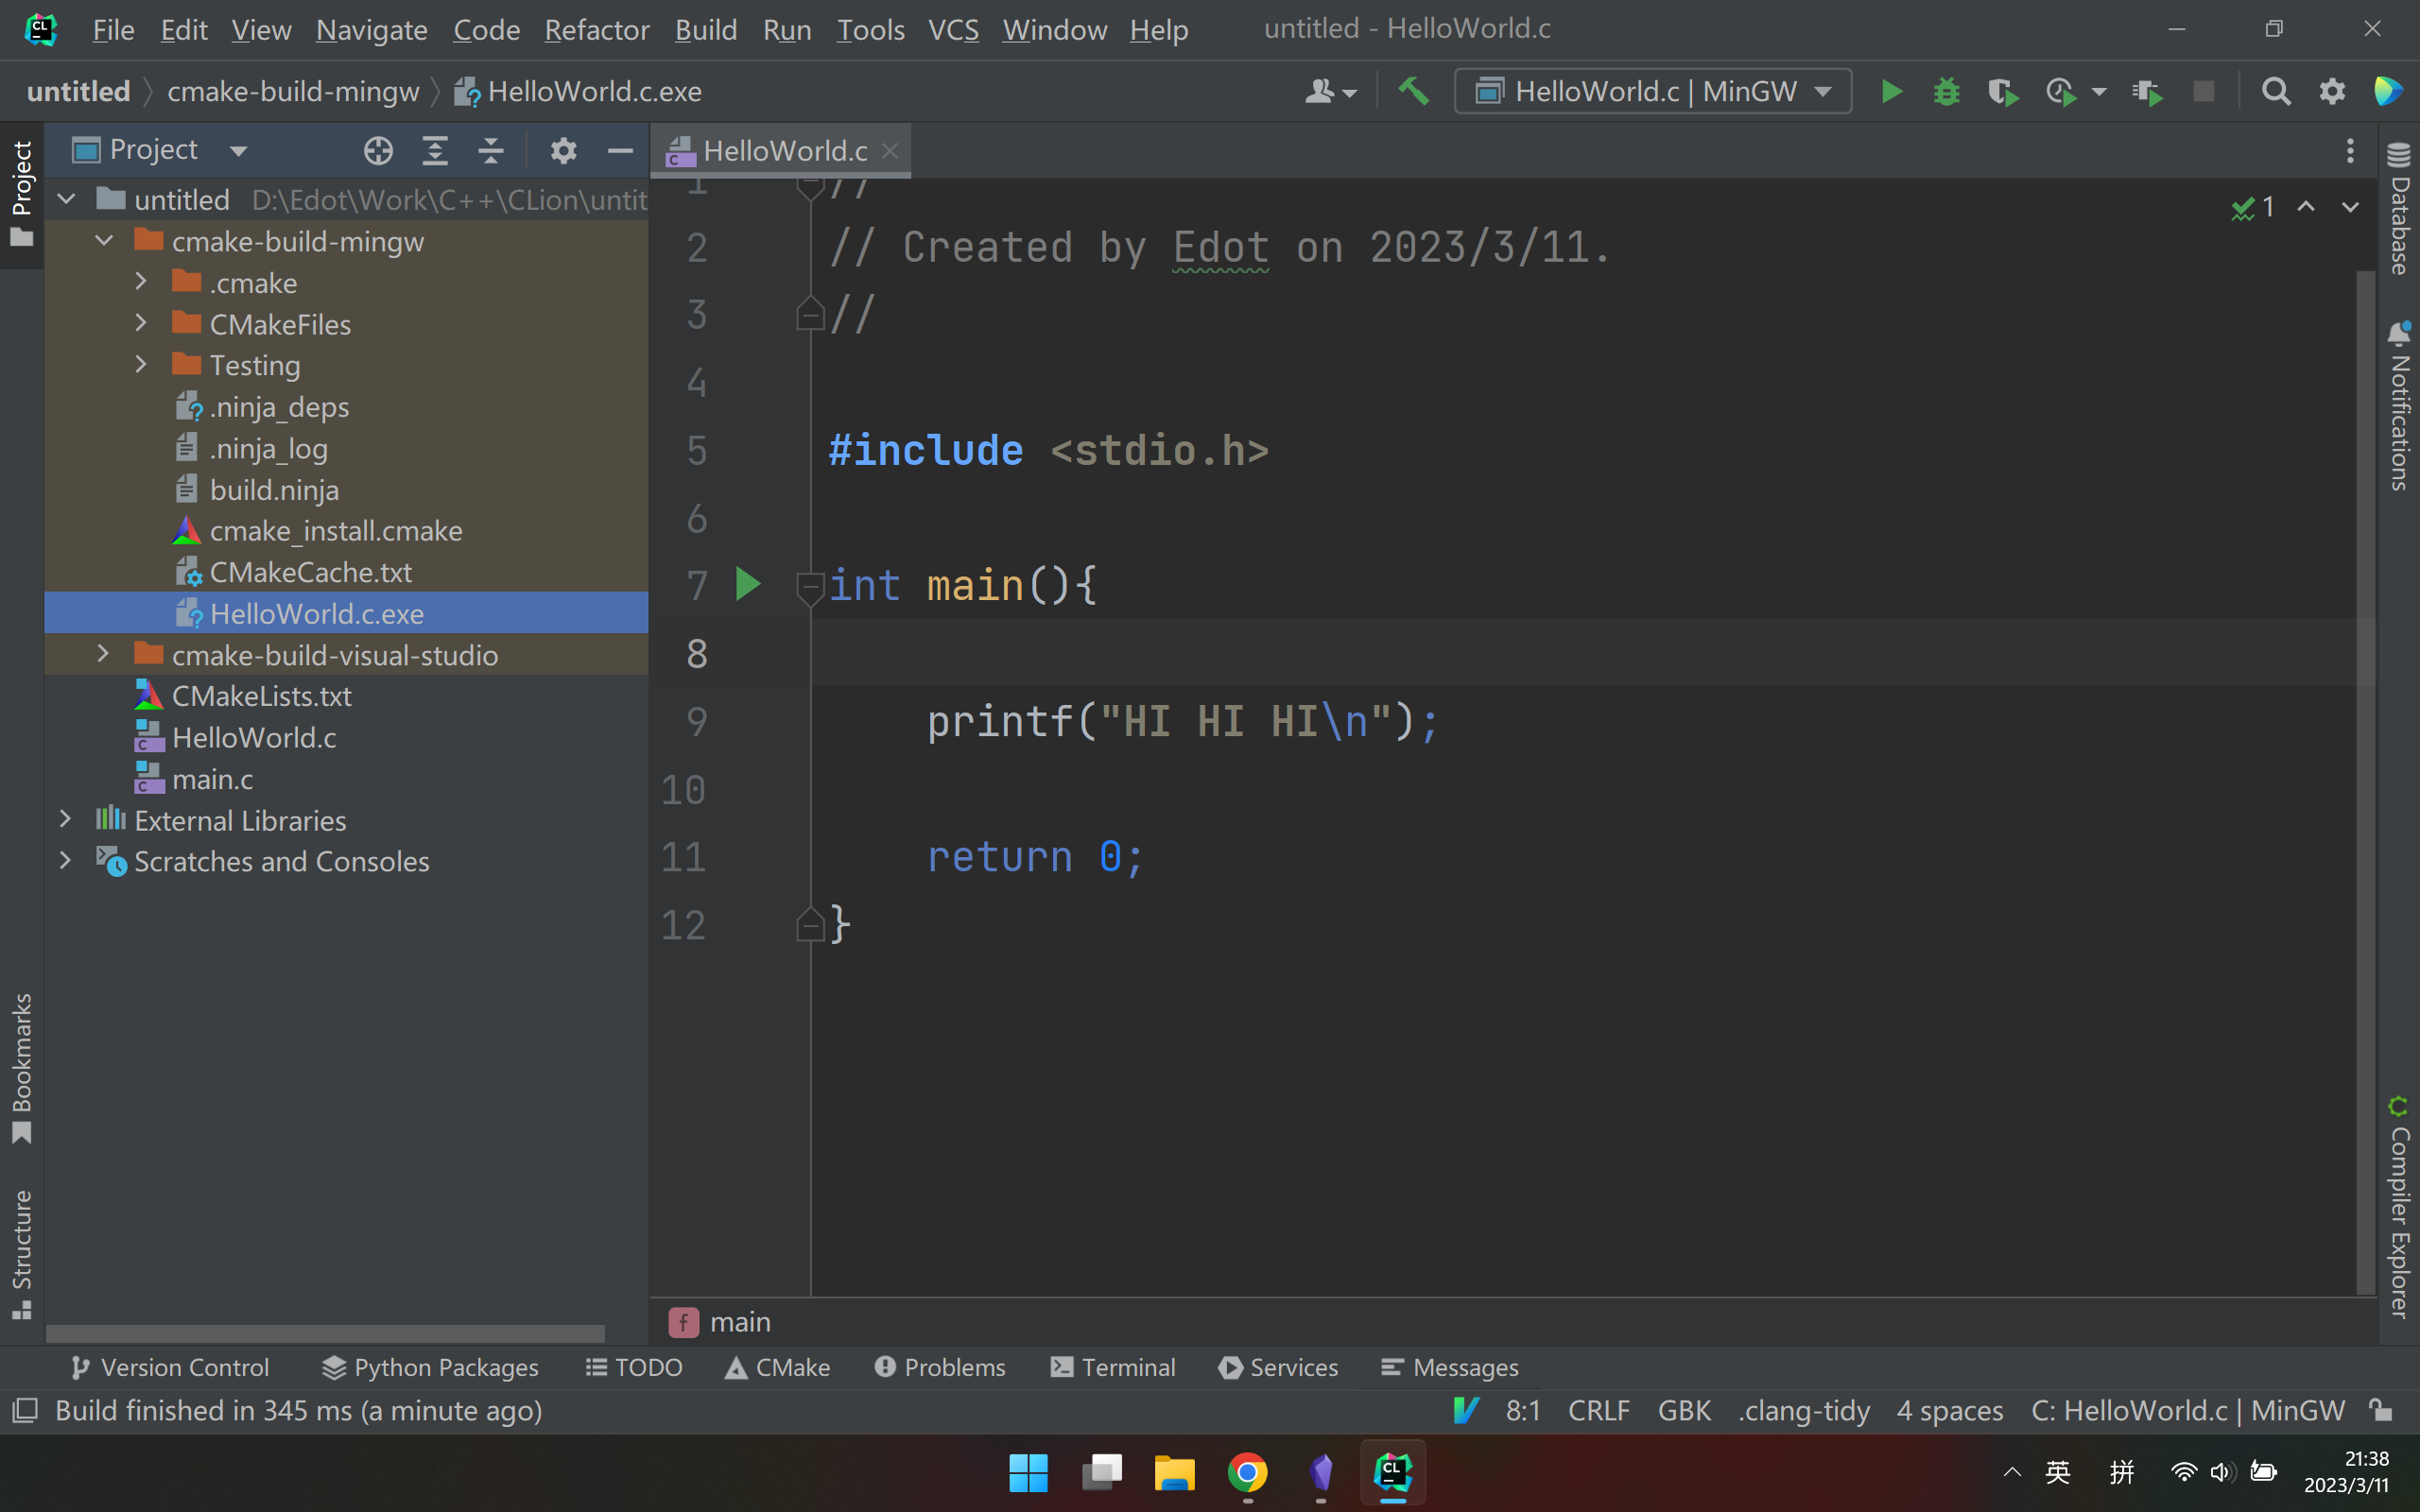 CL File Edit View Navigate Code Refactor Build Run Tools VCS Window Help untitled - HelloWorld.c
untitled cmake-build-mingw HelloWorld.c.exe HelloWorld.c | MinGW
Project
Project
HelloWorld.c
untitled D:\Edot\Work\C++\CLion\untit
cmake-build-mingw
.cmake
CMakeFiles
Testing
.ninja_deps
.ninja_log
build.ninja
cmake_install.cmake
CMakeCache.txt
HelloWorld.c.exe
cmake-build-visual-studio
CMakeLists.txt
HelloWorld.c
main.c
External Libraries
Scratches and Consoles
Bookmarks
Structure
1 //
2 // Created by Edot on 2023/3/11.
3 //
4
5 #include <stdio.h>
6
7 int main(){
8
9 printf("HI HI HI\n");
10
11 return 0;
12 }
1
Database
Notifications
Compiler Explorer
f main
Version Control Python Packages TODO CMake Problems Terminal Services Messages
Build finished in 345 ms (a minute ago) 8:1 CRLF GBK .clang-tidy 4 spaces C: HelloWorld.c | MinGW
CL 英 拼 21:38
2023/3/11